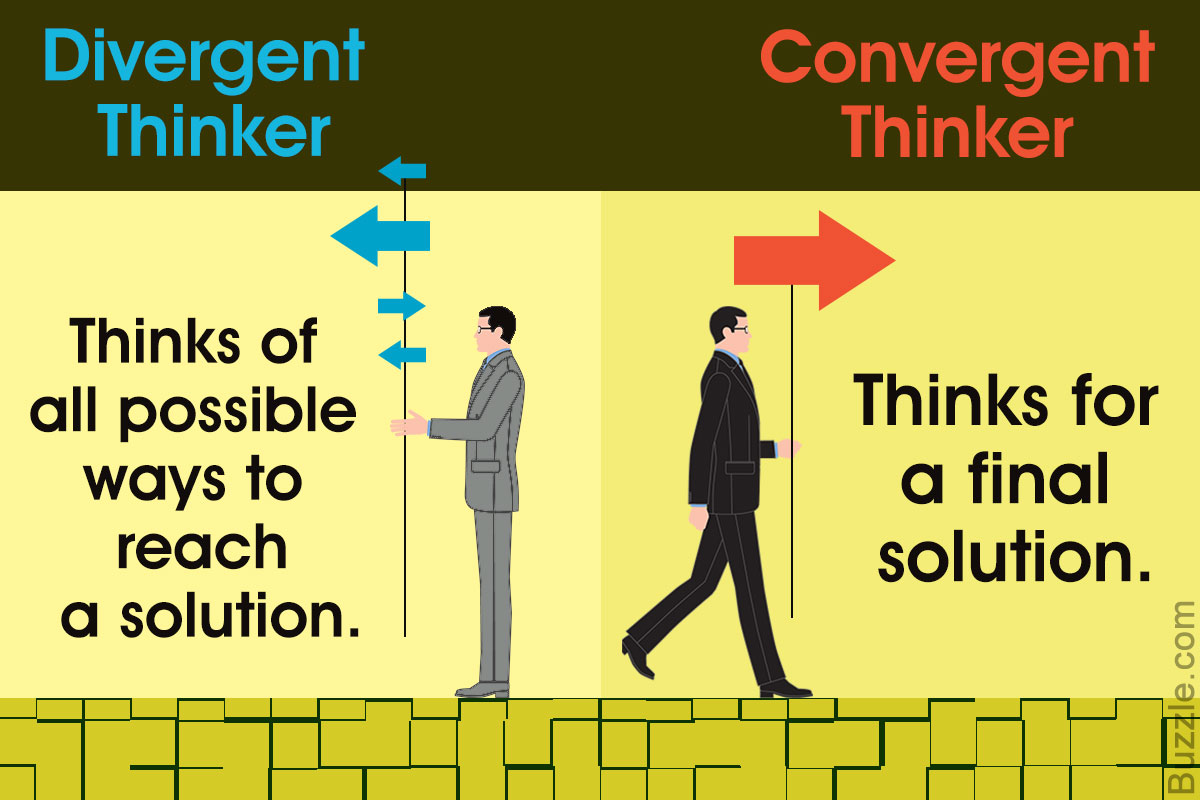 Divergent
Thinker
Thinks of
all possible
ways to
reach
a solution.
Convergent
Thinker
Thinks for
a final
solution.
Buzzle.com